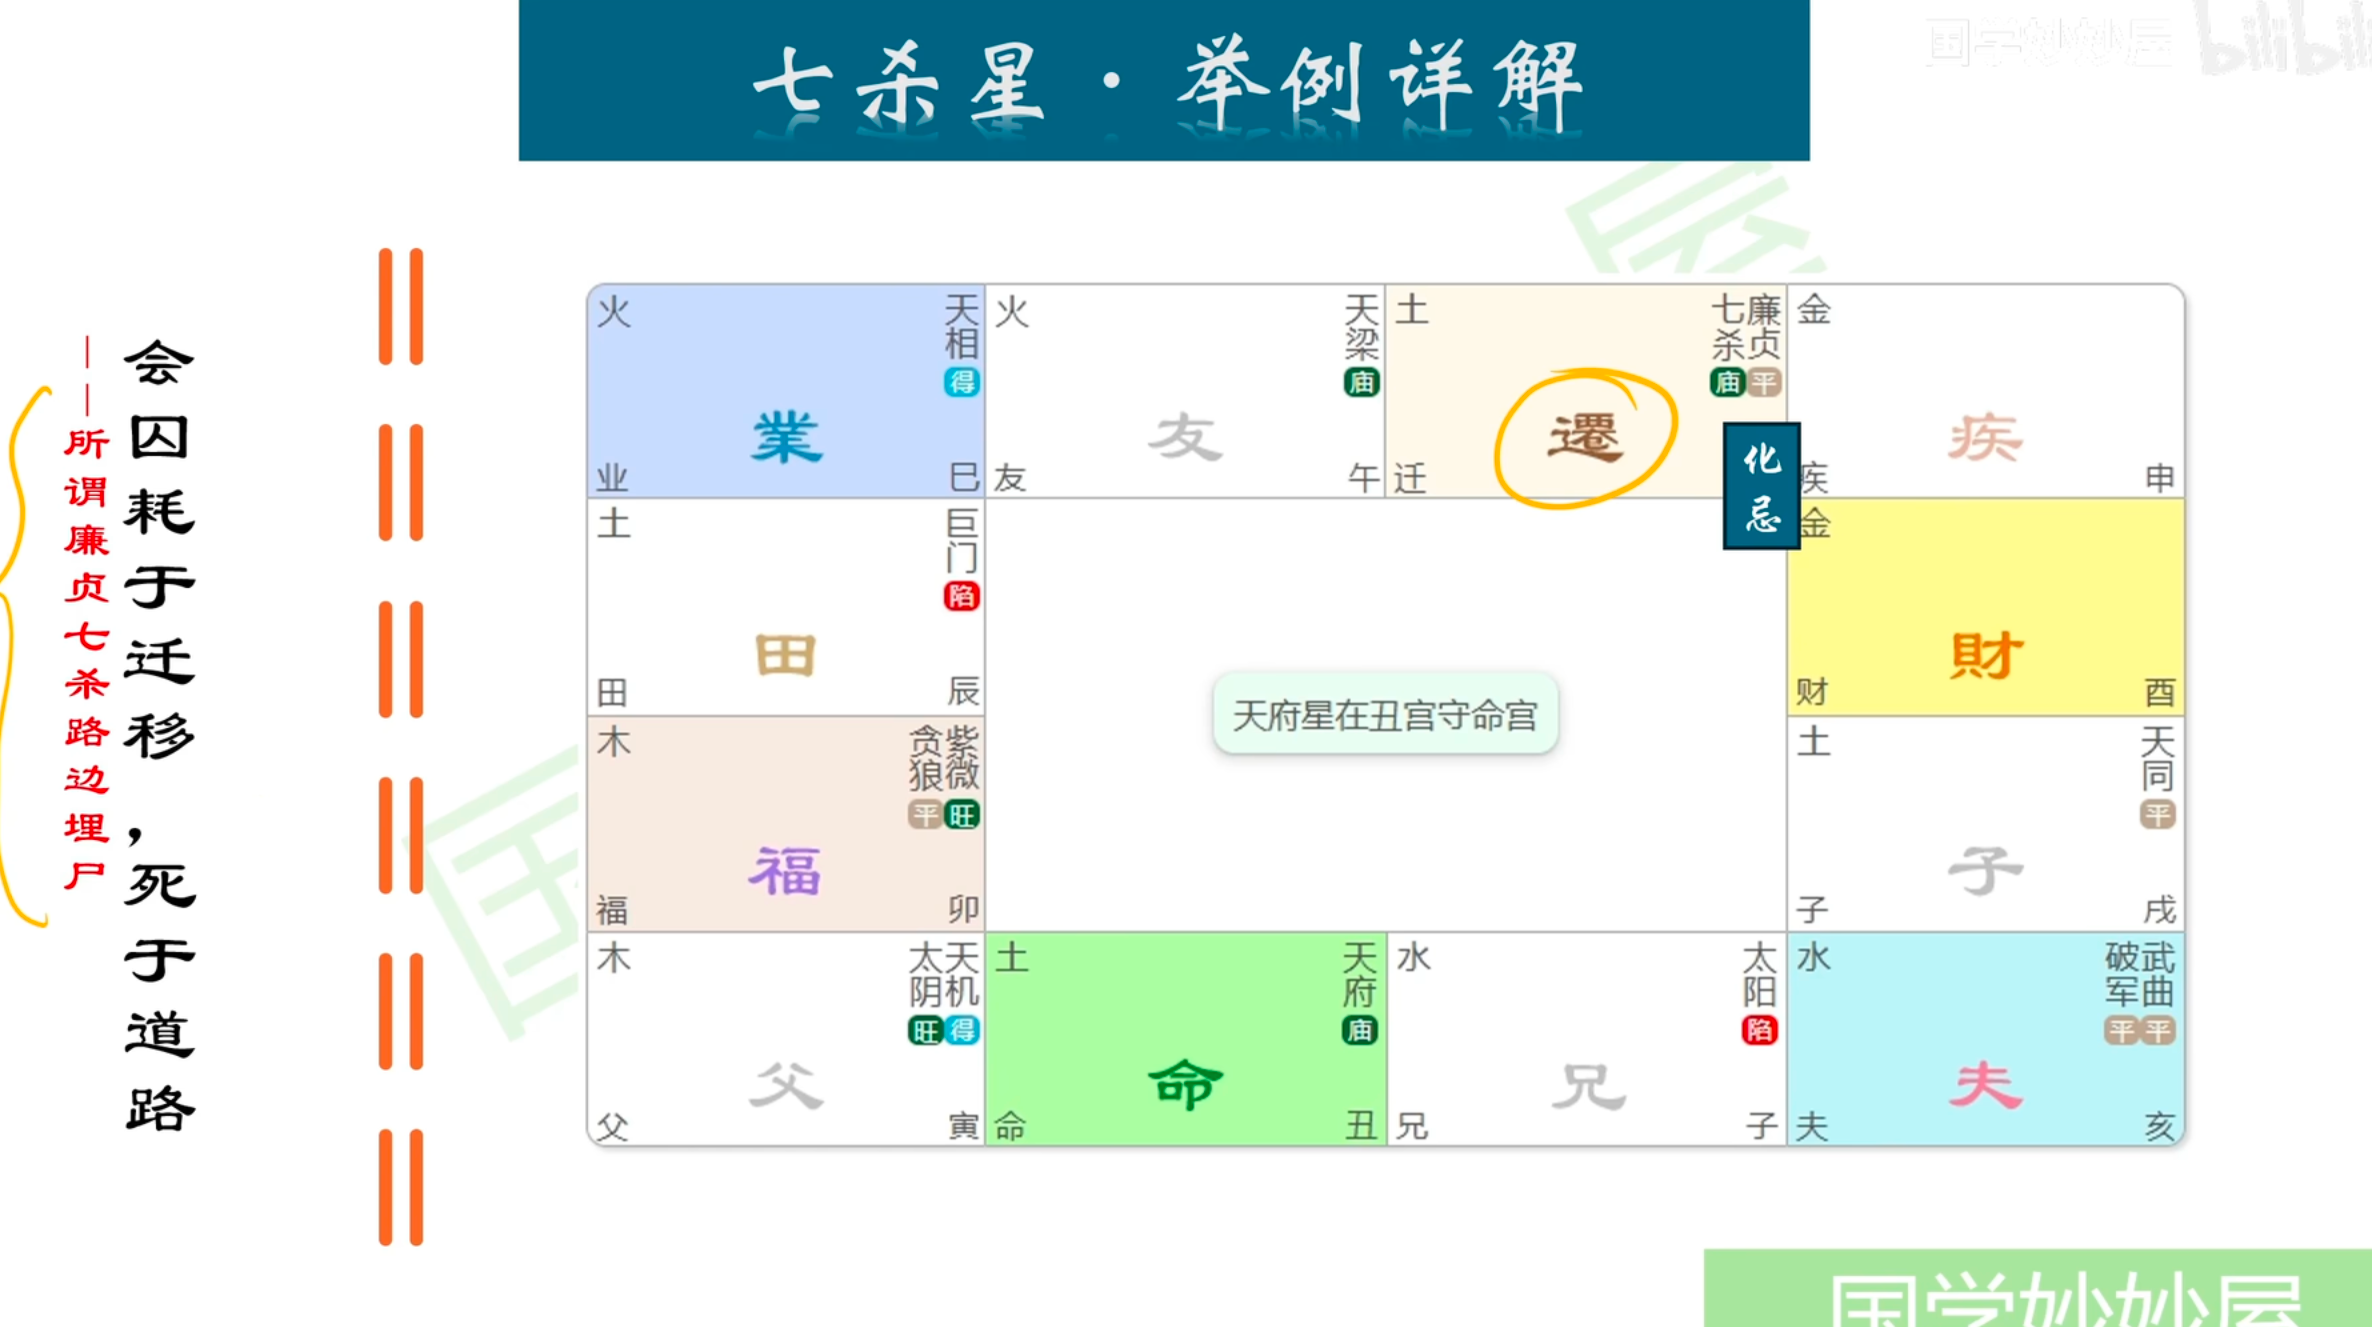 七杀星·举例详解
国学妙妙屋
bilibili
会囚耗于迁移，死于道路
——所谓廉贞七杀路边埋尸
火
天相
得
業
业
巳
火
天梁
庙
友
友
午
土
七杀
廉贞
庙
平
遷
迁
化忌
金
疾
疾
申
土
巨门
陷
田
田
辰
金
財
财
酉
木
贪狼
紫微
平
旺
福
福
卯
天府星在丑宫守命宫
土
天同
平
子
子
戌
木
太阴
天机
旺
得
父
父
寅
土
天府
庙
命
命
丑
水
太阳
陷
兄
兄
子
水
破军
武曲
平
平
夫
夫
亥
国学妙妙屋